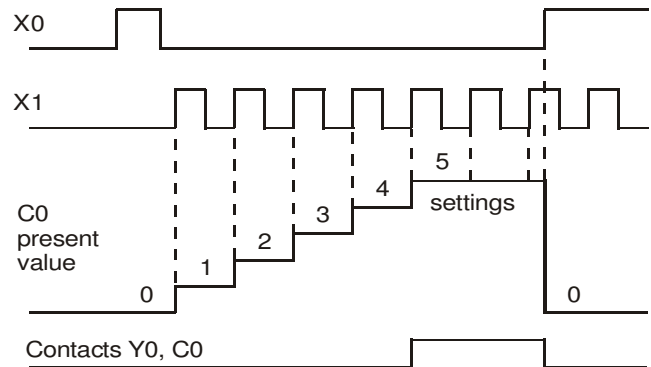 X0
X1
5
settings
4
3
2
1
C0
present
value
0
0
Contacts Y0, C0